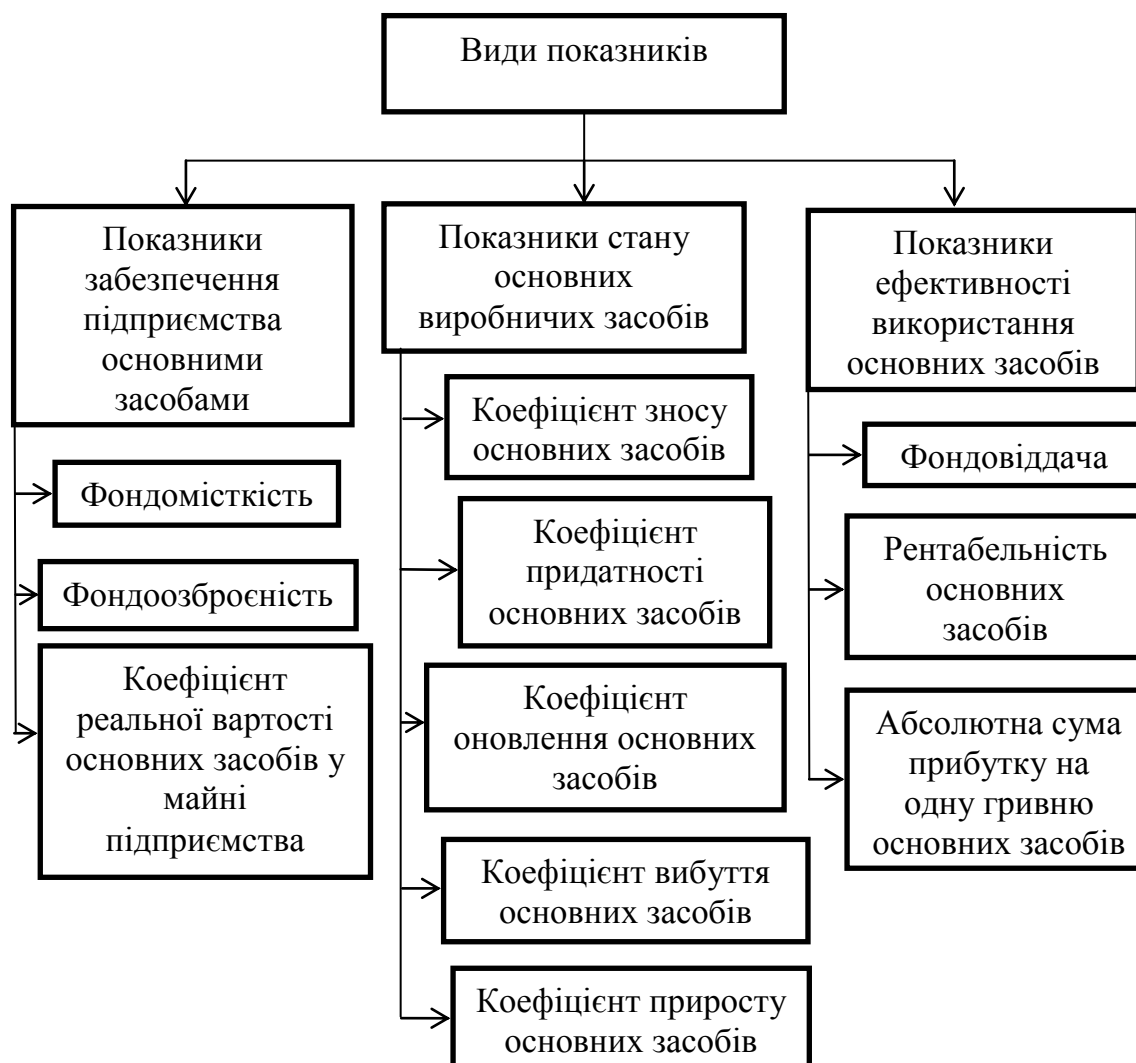 Види показників
Показники
забезпечення
підприємства
основними
засобами
Фондомісткість
Фондоозброєність
Коефіцієнт
реальної вартості
основних засобів у
майні
підприємства
Показники стану
основних
виробничих засобів
Коефіцієнт зносу
основних засобів
Коефіцієнт
придатності
основних засобів
Коефіцієнт
оновлення основних
засобів
Коефіцієнт вибуття
основних засобів
Коефіцієнт приросту
основних засобів
Показники
ефективності
використання
основних засобів
Фондовіддача
Рентабельність
основних
засобів
Абсолютна сума
прибутку на
одну гривню
основних засобів